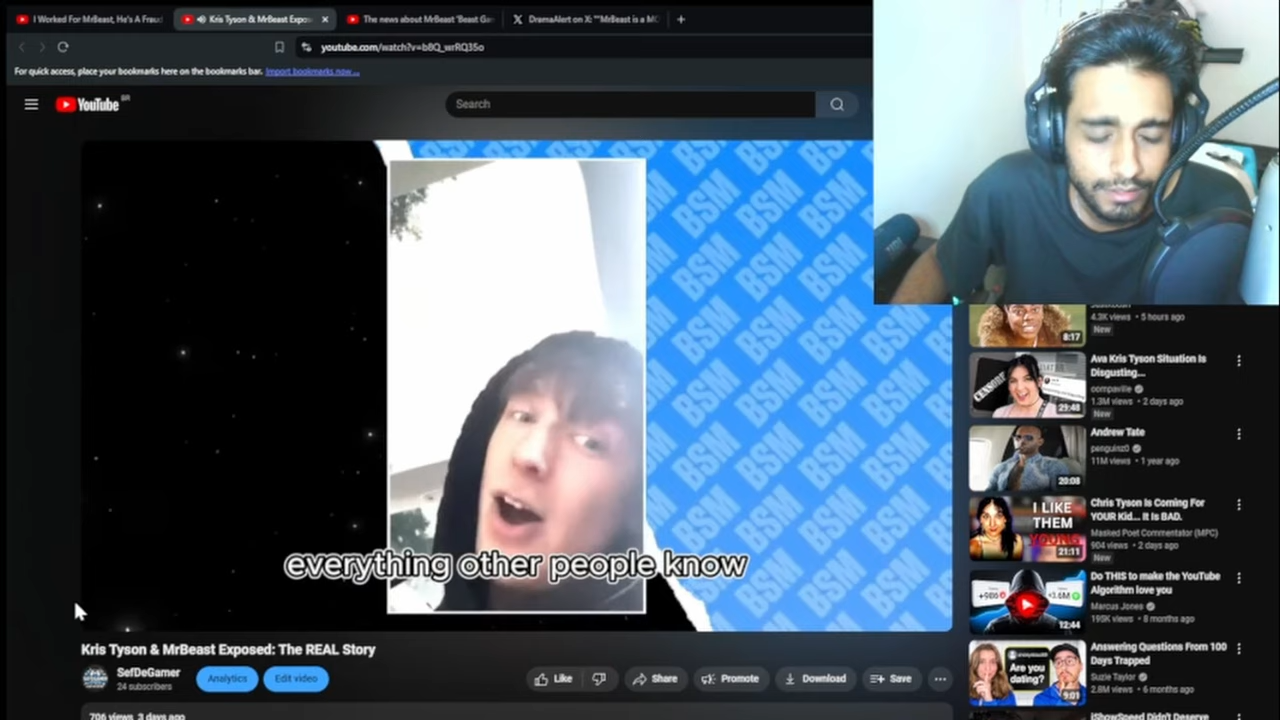 I Worked For MrBeast, He's A Frau
Kris Tyson & MrBeast Expo
The news about MrBeast 'Beast Ga
DramaAlert on X: "MrBeast is a M
youtube.com/watch?v=b8Q_wrRQ35o
For quick access, place your bookmarks here on the bookmarks bar. Import bookmarks now ...
YouTube BR
Search
BSM
everything other people know
Kris Tyson & MrBeast Exposed: The REAL Story
SefDeGamer
24 subscribers
Analytics
Edit video
Like
Share
Promote
Download
Save
706 views 3 days ago
4.3K views • 5 hours ago
New
8:17
Ava Kris Tyson Situation Is
Disgusting...
oompaville
1.3M views • 2 days ago
New
CENSORE
29:48
Andrew Tate
penguinz0
11M views • 1 year ago
20:08
Chris Tyson Is Coming For
YOUR Kid... It Is BAD.
Masked Poet Commentator (MPC)
904 views • 2 days ago
New
I LIKE
THEM
YOUNG
21:11
Do THIS to make the YouTube
Algorithm love you
Marcus Jones
195K views • 8 months ago
12:44
Answering Questions From 100
Days Trapped
Suzie Taylor
2.8M views • 6 months ago
Are you
dating?
9:01
iShowSpeed Didn't Deserve